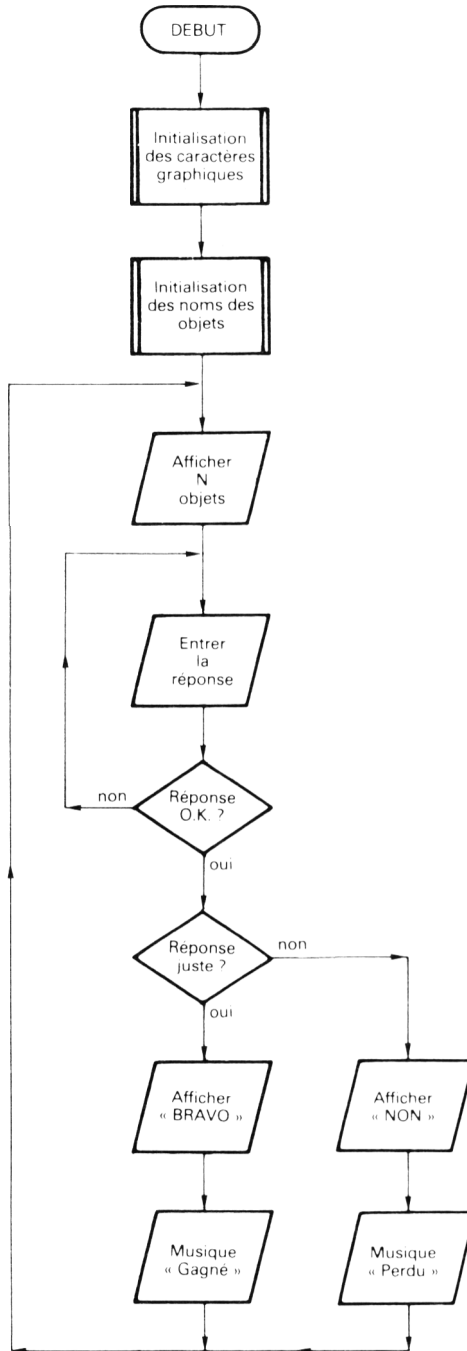 DEBUT
Initialisation
des caractères
graphiques
Initialisation
des noms des
objets
Afficher
N
objets
Entrer
la
réponse
non
Réponse
O.K. ?
oui
Réponse
juste ?
non
oui
Afficher
« BRAVO »
Afficher
« NON »
Musique
« Gagné »
Musique
« Perdu »